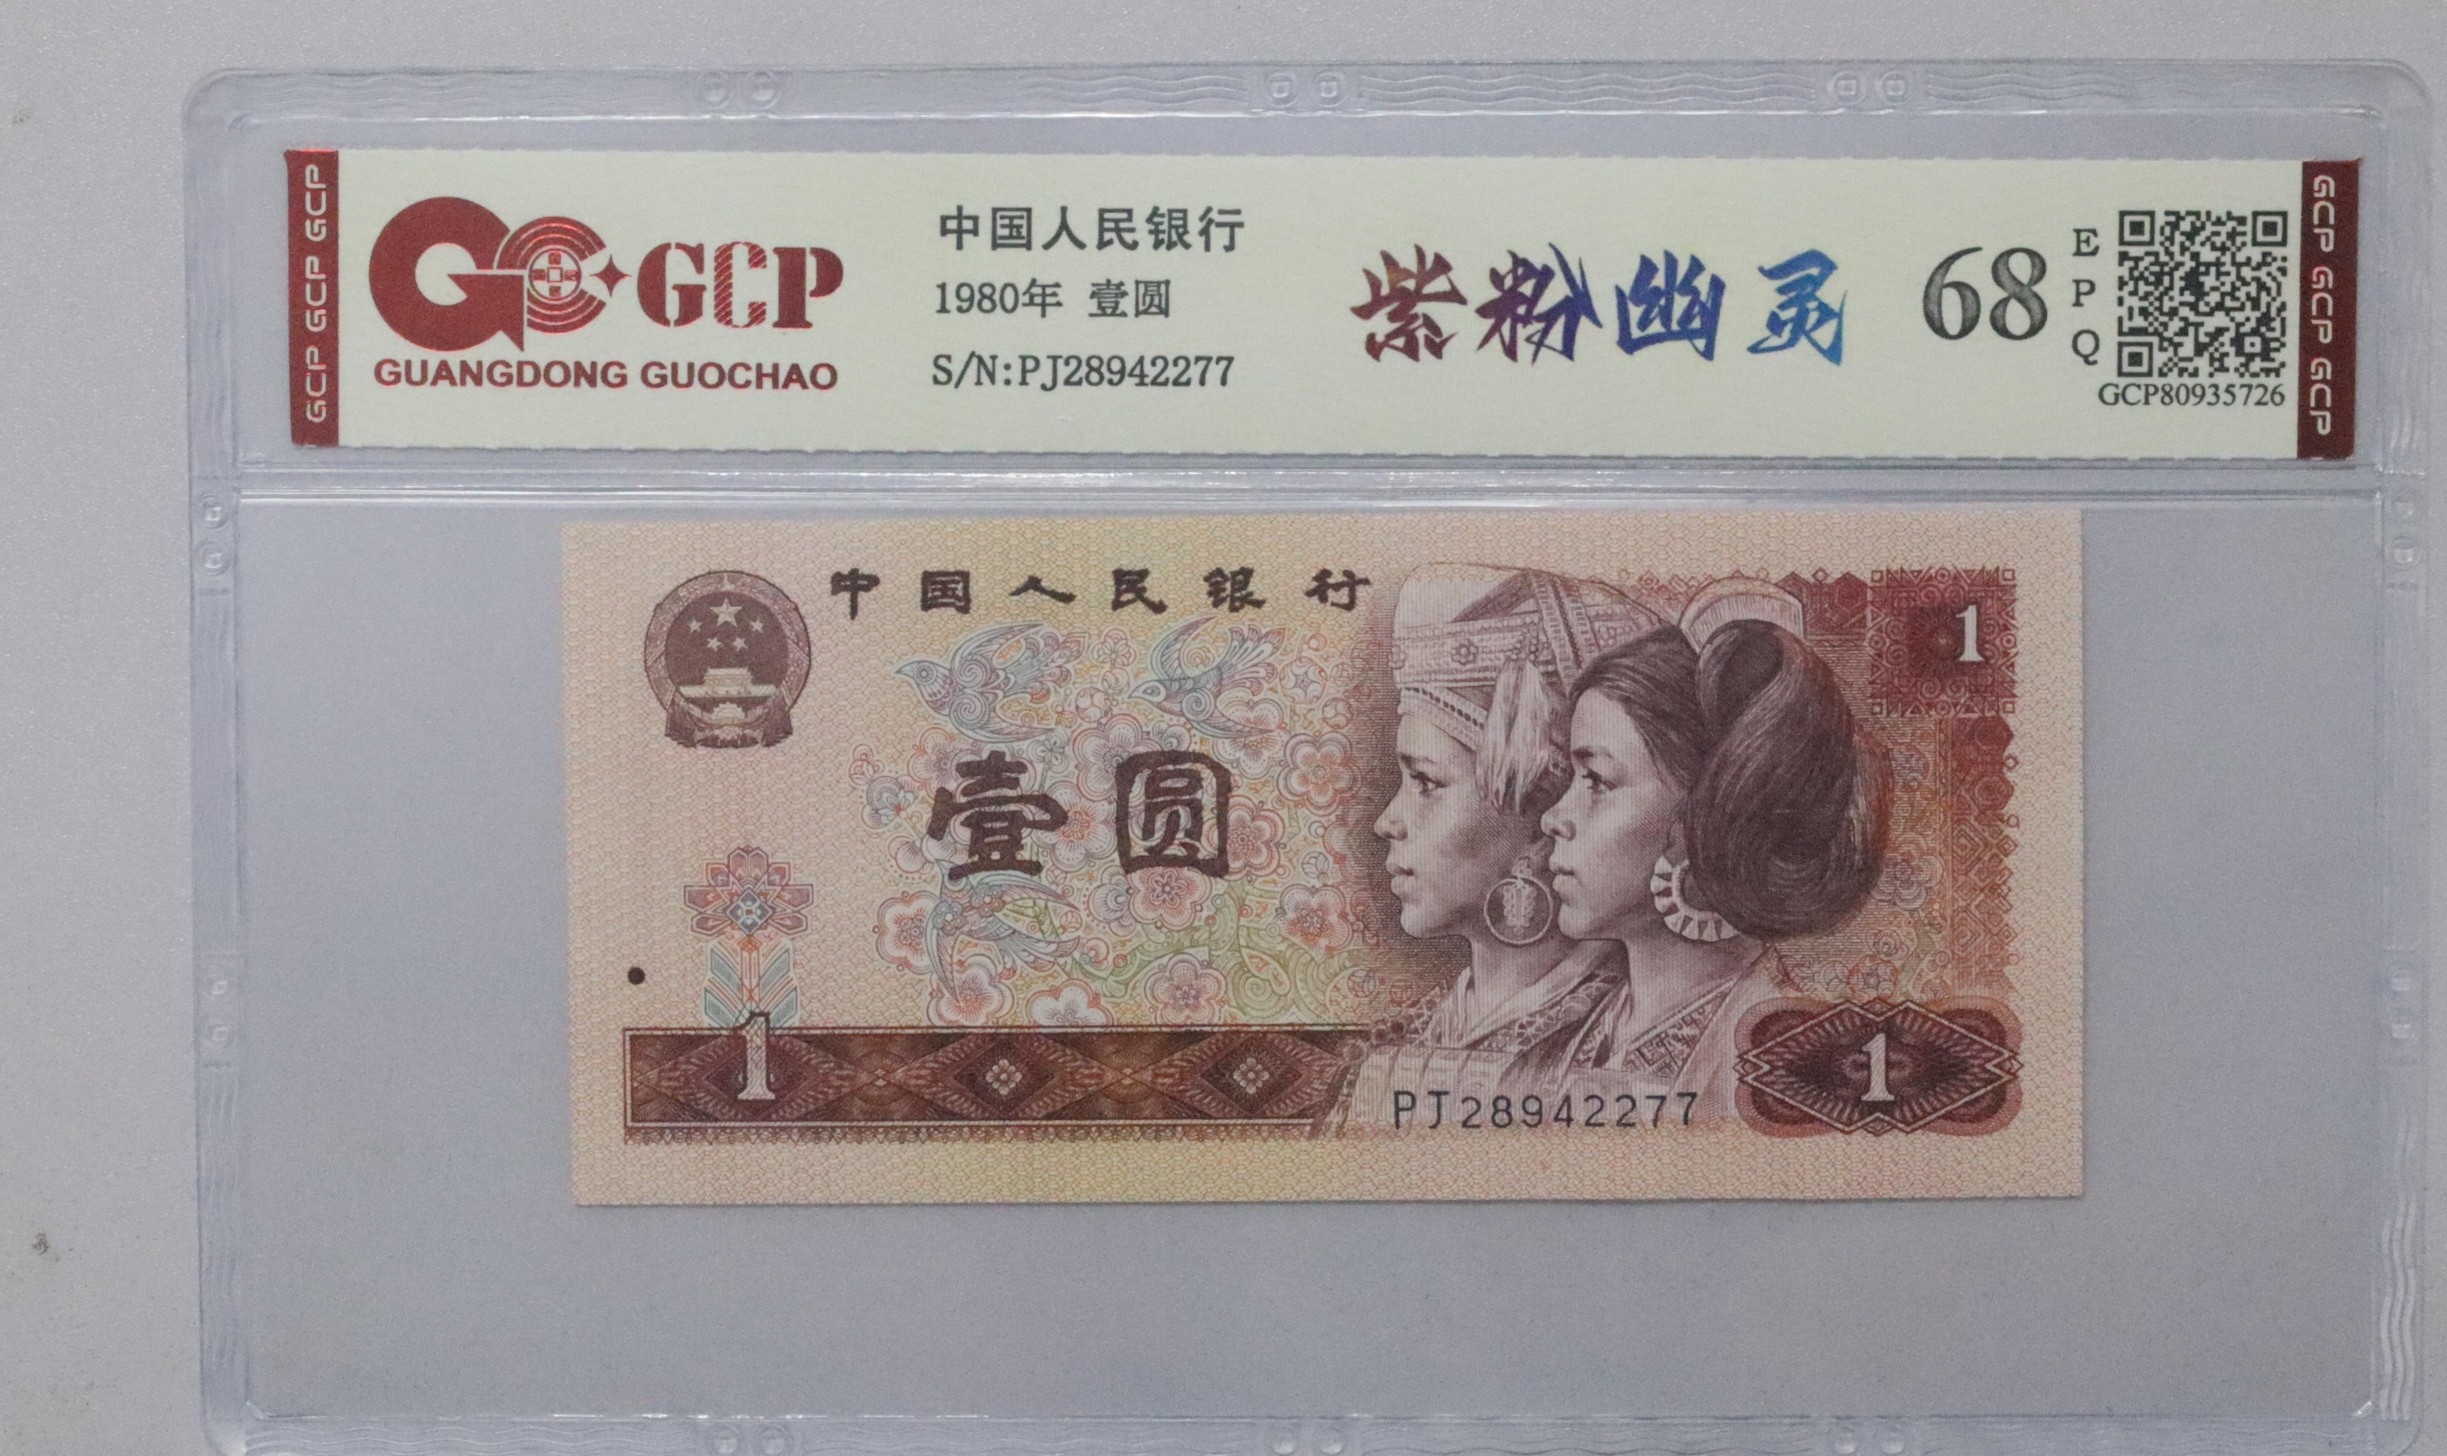 GCP GCP GCP
GCP
GUANGDONG GUOCHAO
中国人民银行
1980年 壹圆
S/N:PJ28942277
紫粉幽灵
68
E
P
Q
GCP80935726
GCP GCP GCP
中国人民银行
1
壹圆
1
PJ28942277
1